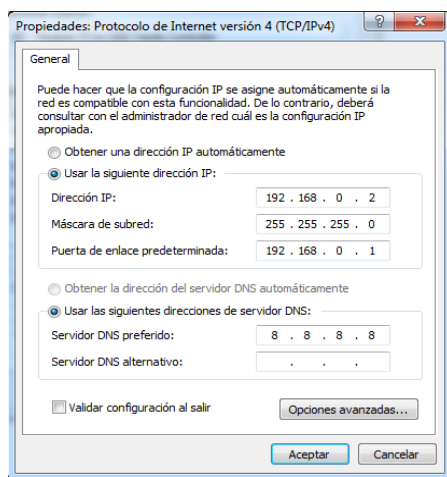 Propiedades: Protocolo de Internet versión 4 (TCP/IPv4)
General
Puede hacer que la configuración IP se asigne automáticamente si la
red es compatible con esta funcionalidad. De lo contrario, deberá
consultar con el administrador de red cuál es la configuración IP
apropiada.
Obtener una dirección IP automáticamente
Usar la siguiente dirección IP:
Dirección IP: 192 . 168 . 0 . 2
Máscara de subred: 255 . 255 . 255 . 0
Puerta de enlace predeterminada: 192 . 168 . 0 . 1
Obtener la dirección del servidor DNS automáticamente
Usar las siguientes direcciones de servidor DNS:
Servidor DNS preferido: 8 . 8 . 8 . 8
Servidor DNS alternativo: . . .
Validar configuración al salir Opciones avanzadas...
Aceptar Cancelar